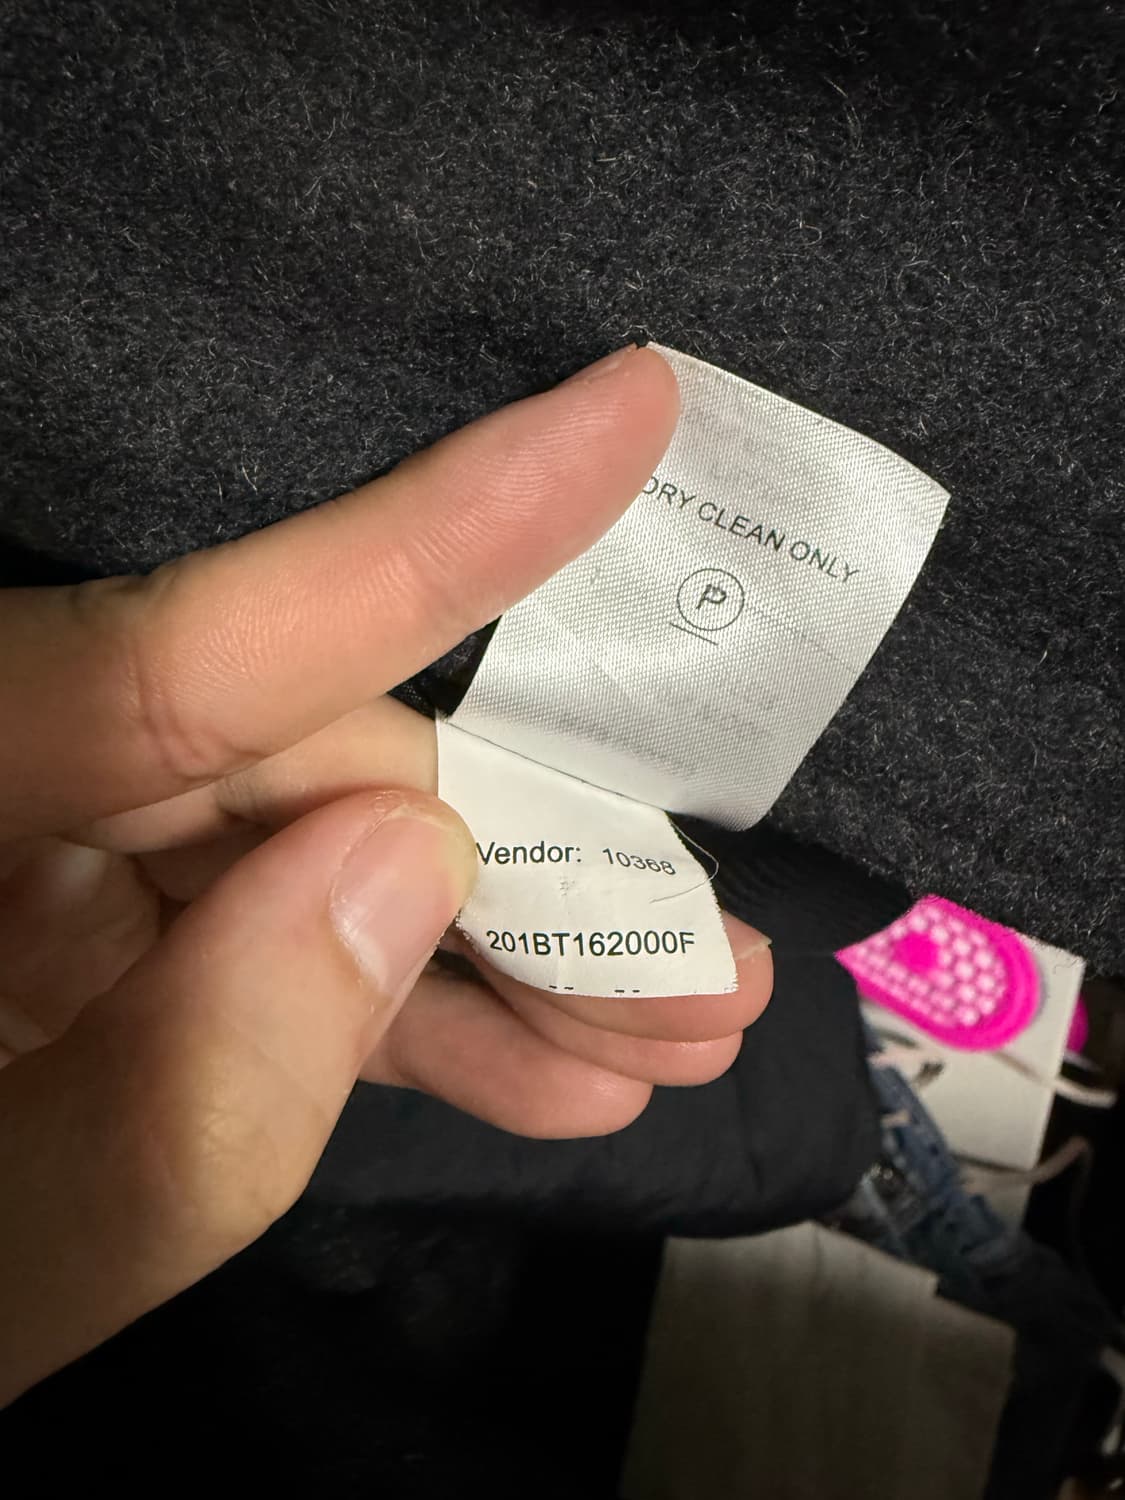 DRY CLEAN ONLY
P
Vendor: 10368
201BT162000F